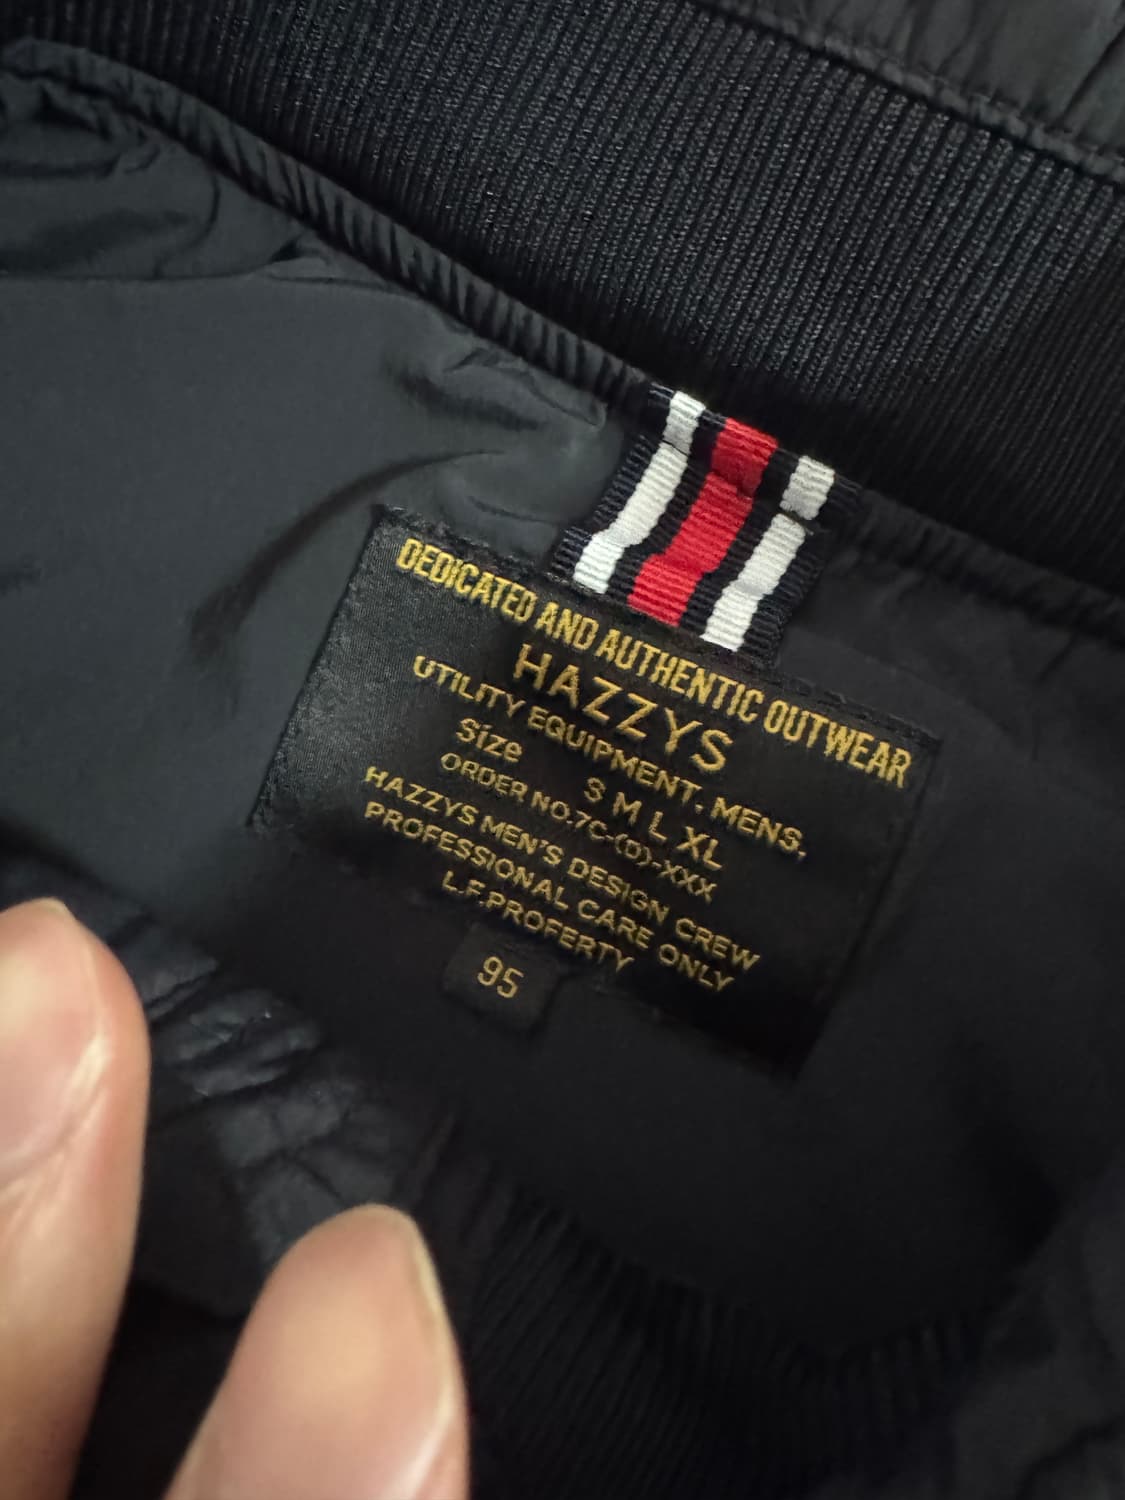 DEDICATED AND AUTHENTIC OUTWEAR
HAZZYS
UTILITY EQUIPMENT. MENS,
Size S M L XL
ORDER NO.7C-(D)-XXX
HAZZYS MEN'S DESIGN CREW
PROFESSIONAL CARE ONLY
L.F.PROFERTY
95